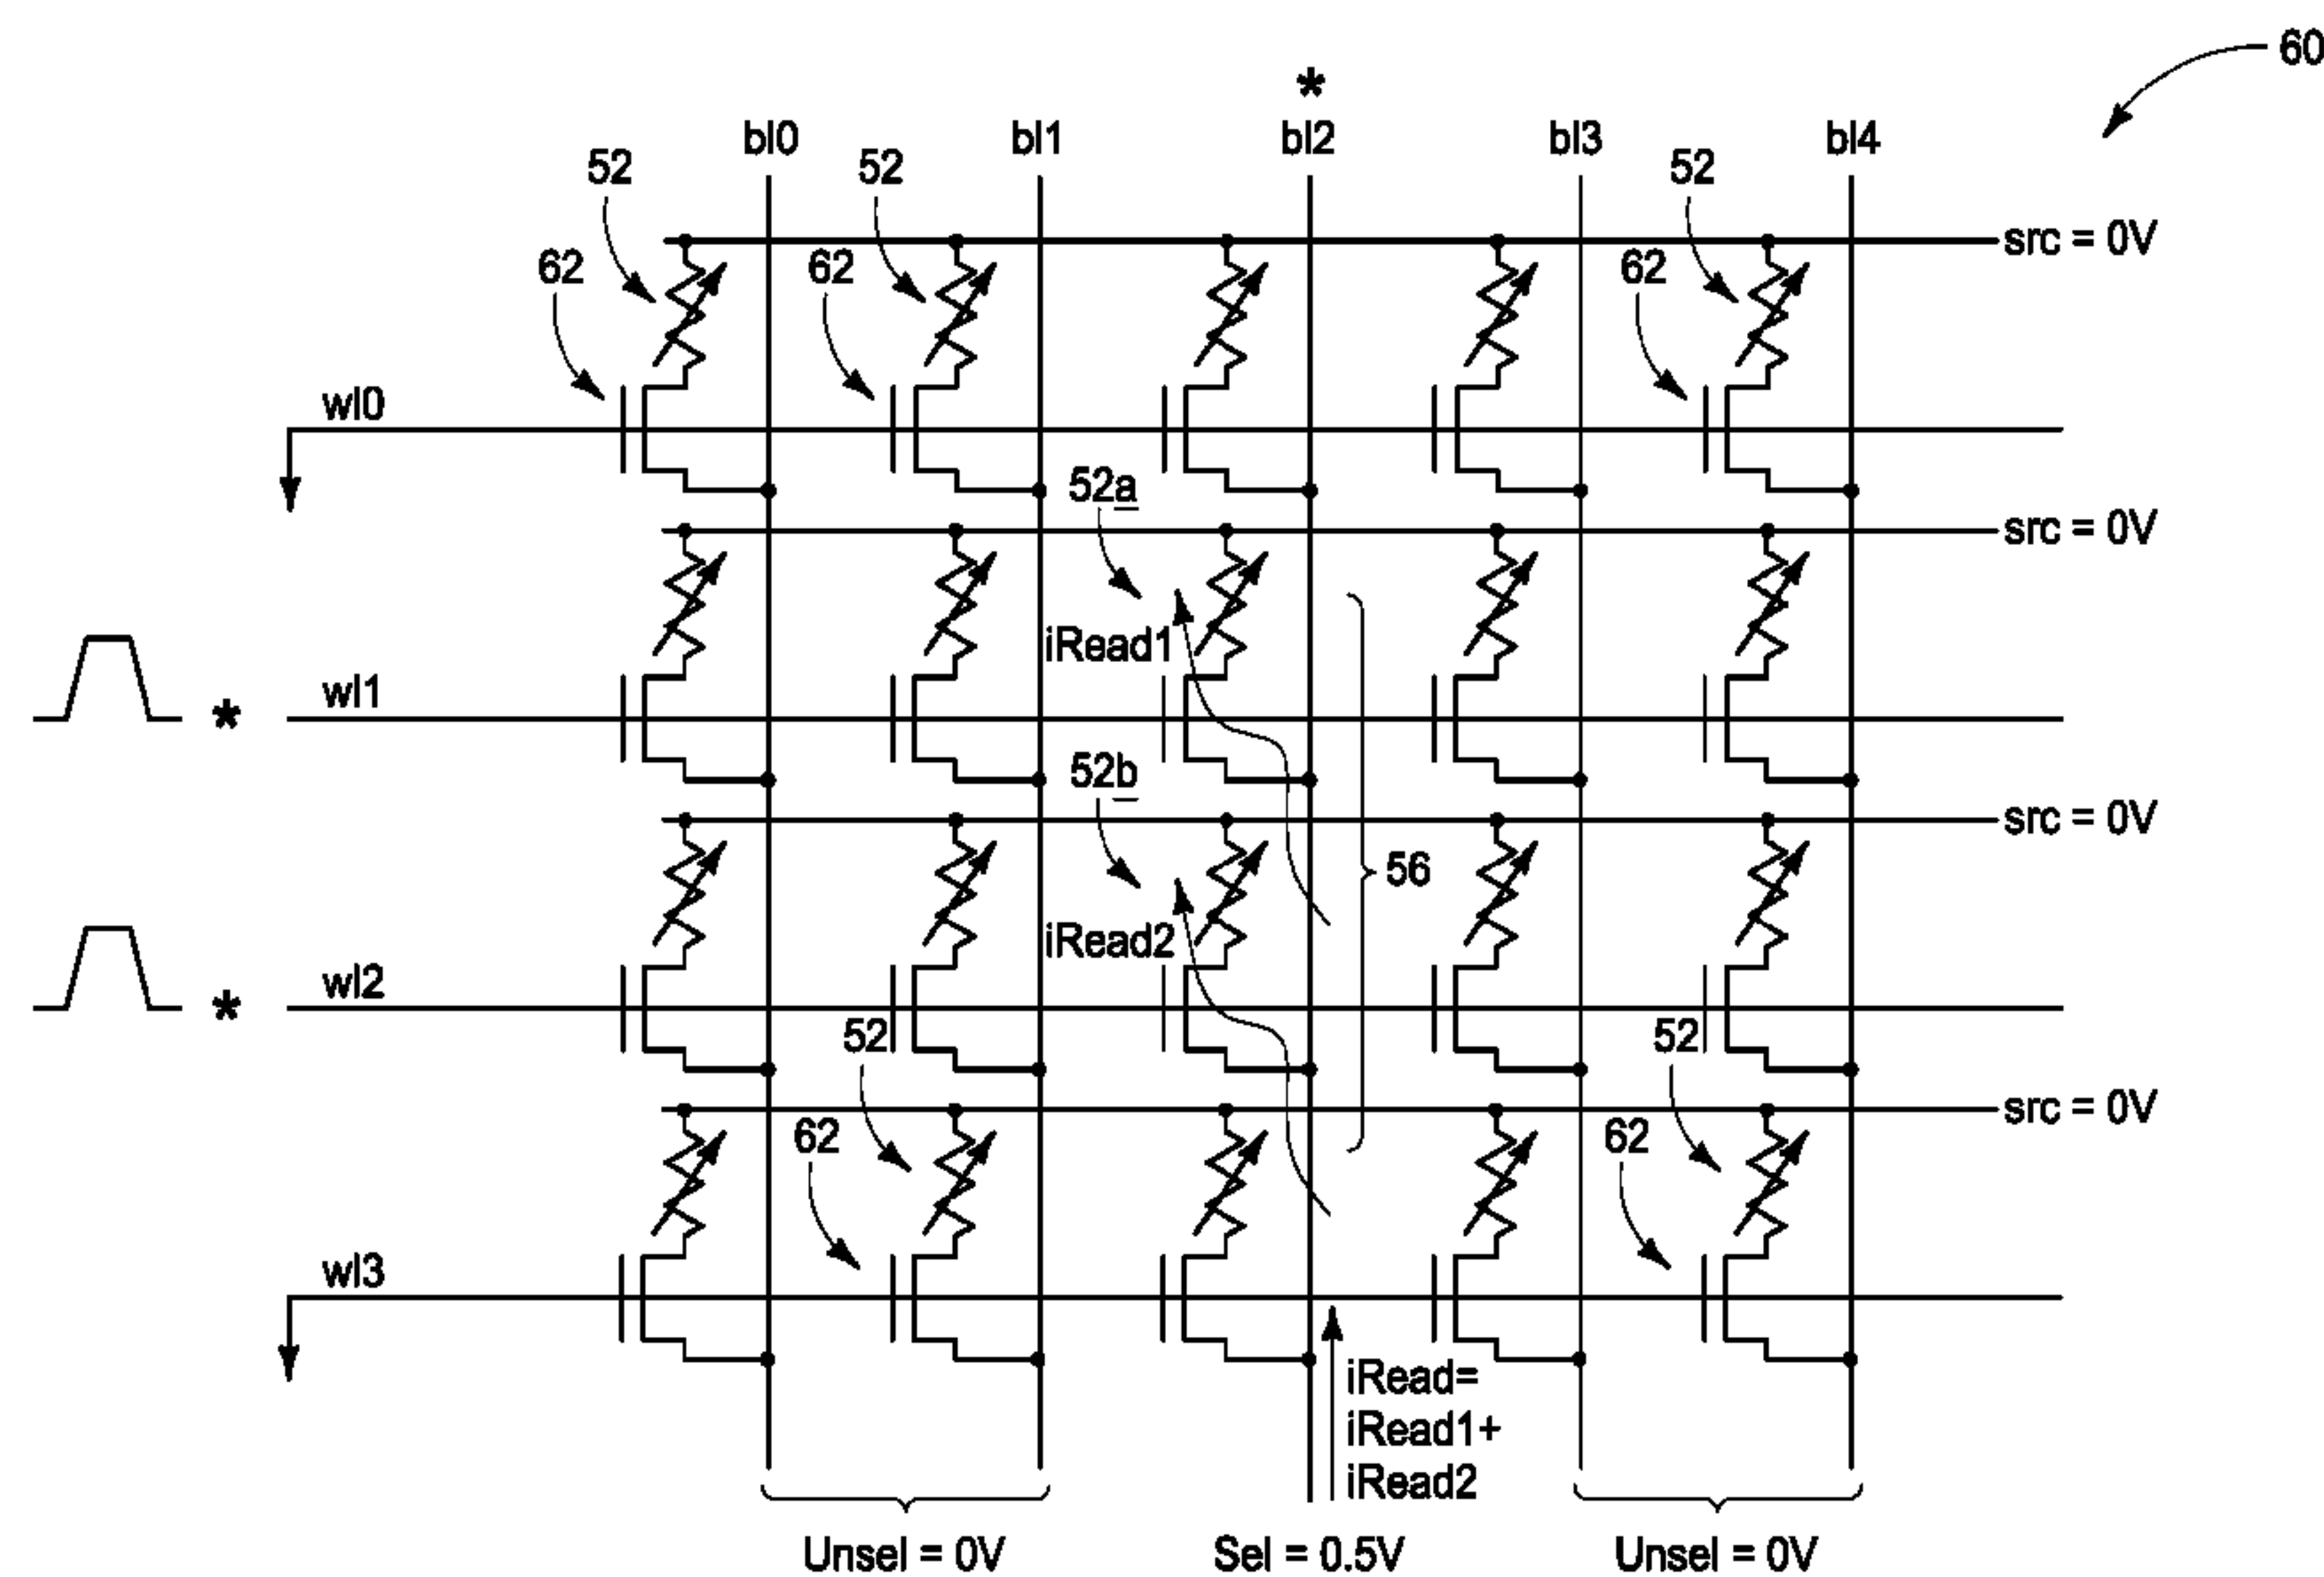 60
*
bl0 bl1 bl2 bl3 bl4
52 52 52
src = 0V
62 62 62
wl0
52a
src = 0V
iRead1
* wl1
52b
src = 0V
56
iRead2
* wl2
52 52
src = 0V
62 62
wl3
iRead=
iRead1+
iRead2
Unsel = 0V Sel = 0.5V Unsel = 0V